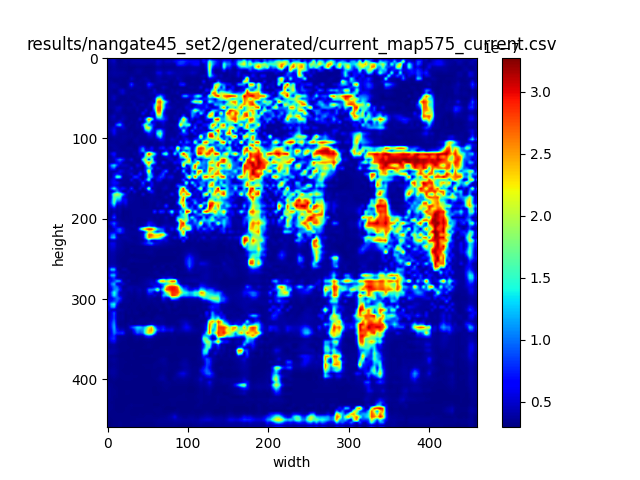 results/nangate45_set2/generated/current_map575_current.csv
1e−7
0
100
200
300
400
height
0 100 200 300 400
width
3.0
2.5
2.0
1.5
1.0
0.5